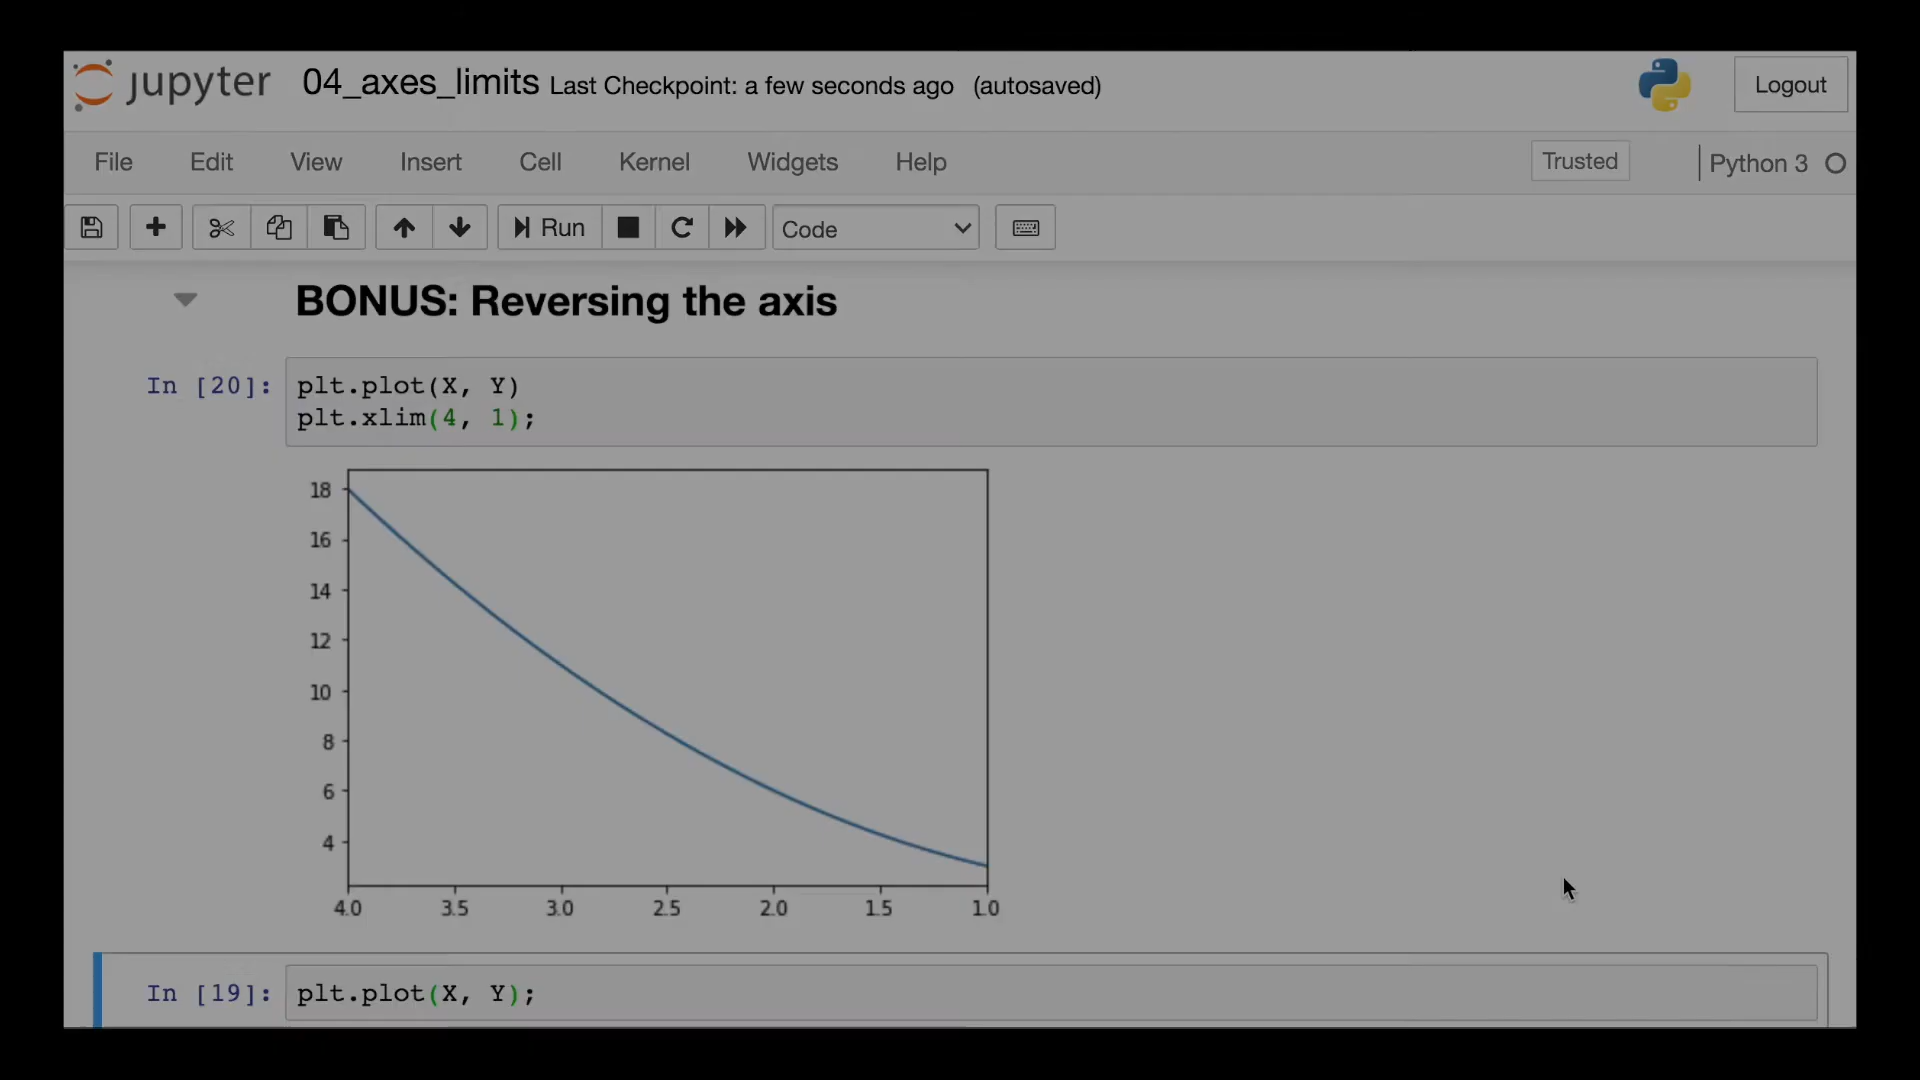 jupyter 04_axes_limits Last Checkpoint: a few seconds ago (autosaved) Logout
File Edit View Insert Cell Kernel Widgets Help Trusted Python 3
Run Code
BONUS: Reversing the axis
In [20]: plt.plot(X, Y)
plt.xlim(4, 1);
18
16
14
12
10
8
6
4
4.0 3.5 3.0 2.5 2.0 1.5 1.0
In [19]: plt.plot(X, Y);